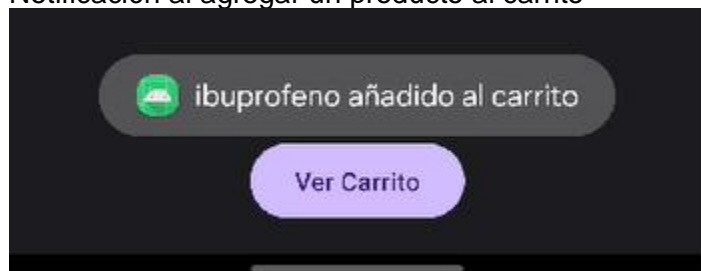 Notificación al agregar un producto al carrito
ibuprofeno añadido al carrito
Ver Carrito